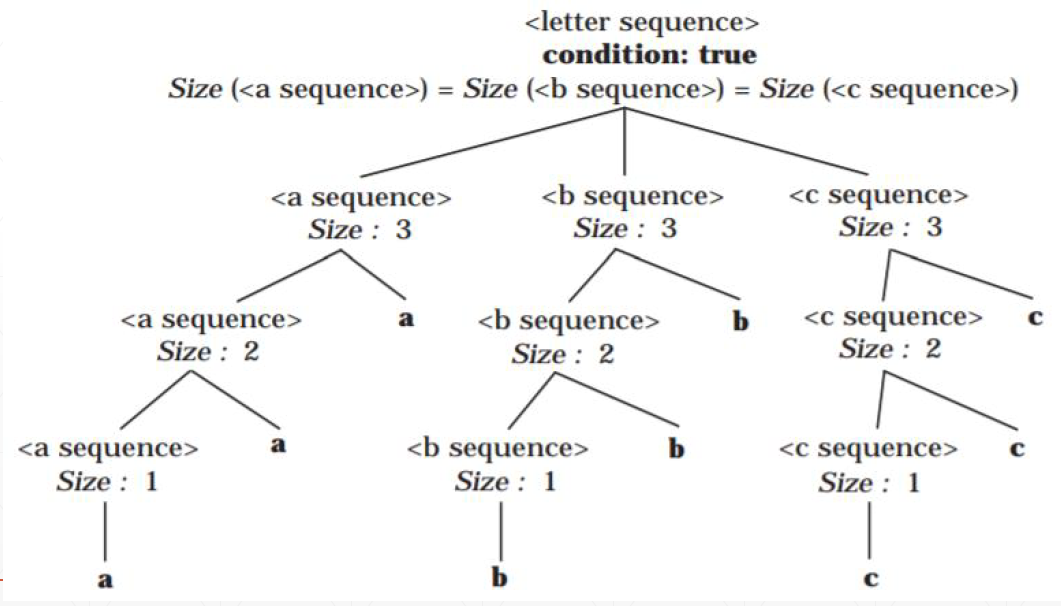 <letter sequence>
condition: true
Size (<a sequence>) = Size (<b sequence>) = Size (<c sequence>)
<a sequence> <b sequence> <c sequence>
Size : 3 Size : 3 Size : 3
<a sequence> a <b sequence> b <c sequence> c
Size : 2 Size : 2 Size : 2
<a sequence> a <b sequence> b <c sequence> c
Size : 1 Size : 1 Size : 1
a b c